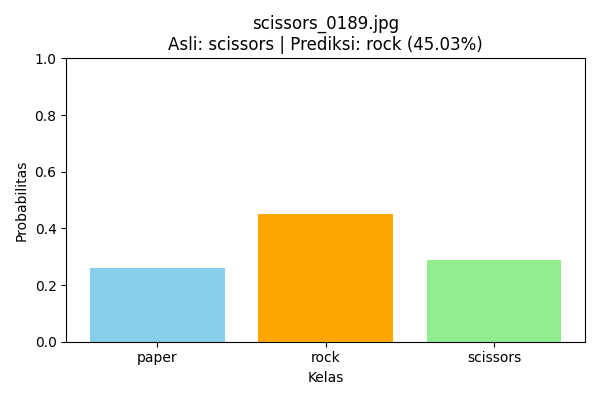 scissors_0189.jpg
Asli: scissors | Prediksi: rock (45.03%)
1.0
0.8
0.6
0.4
0.2
0.0
Probabilitas
paper rock scissors
Kelas